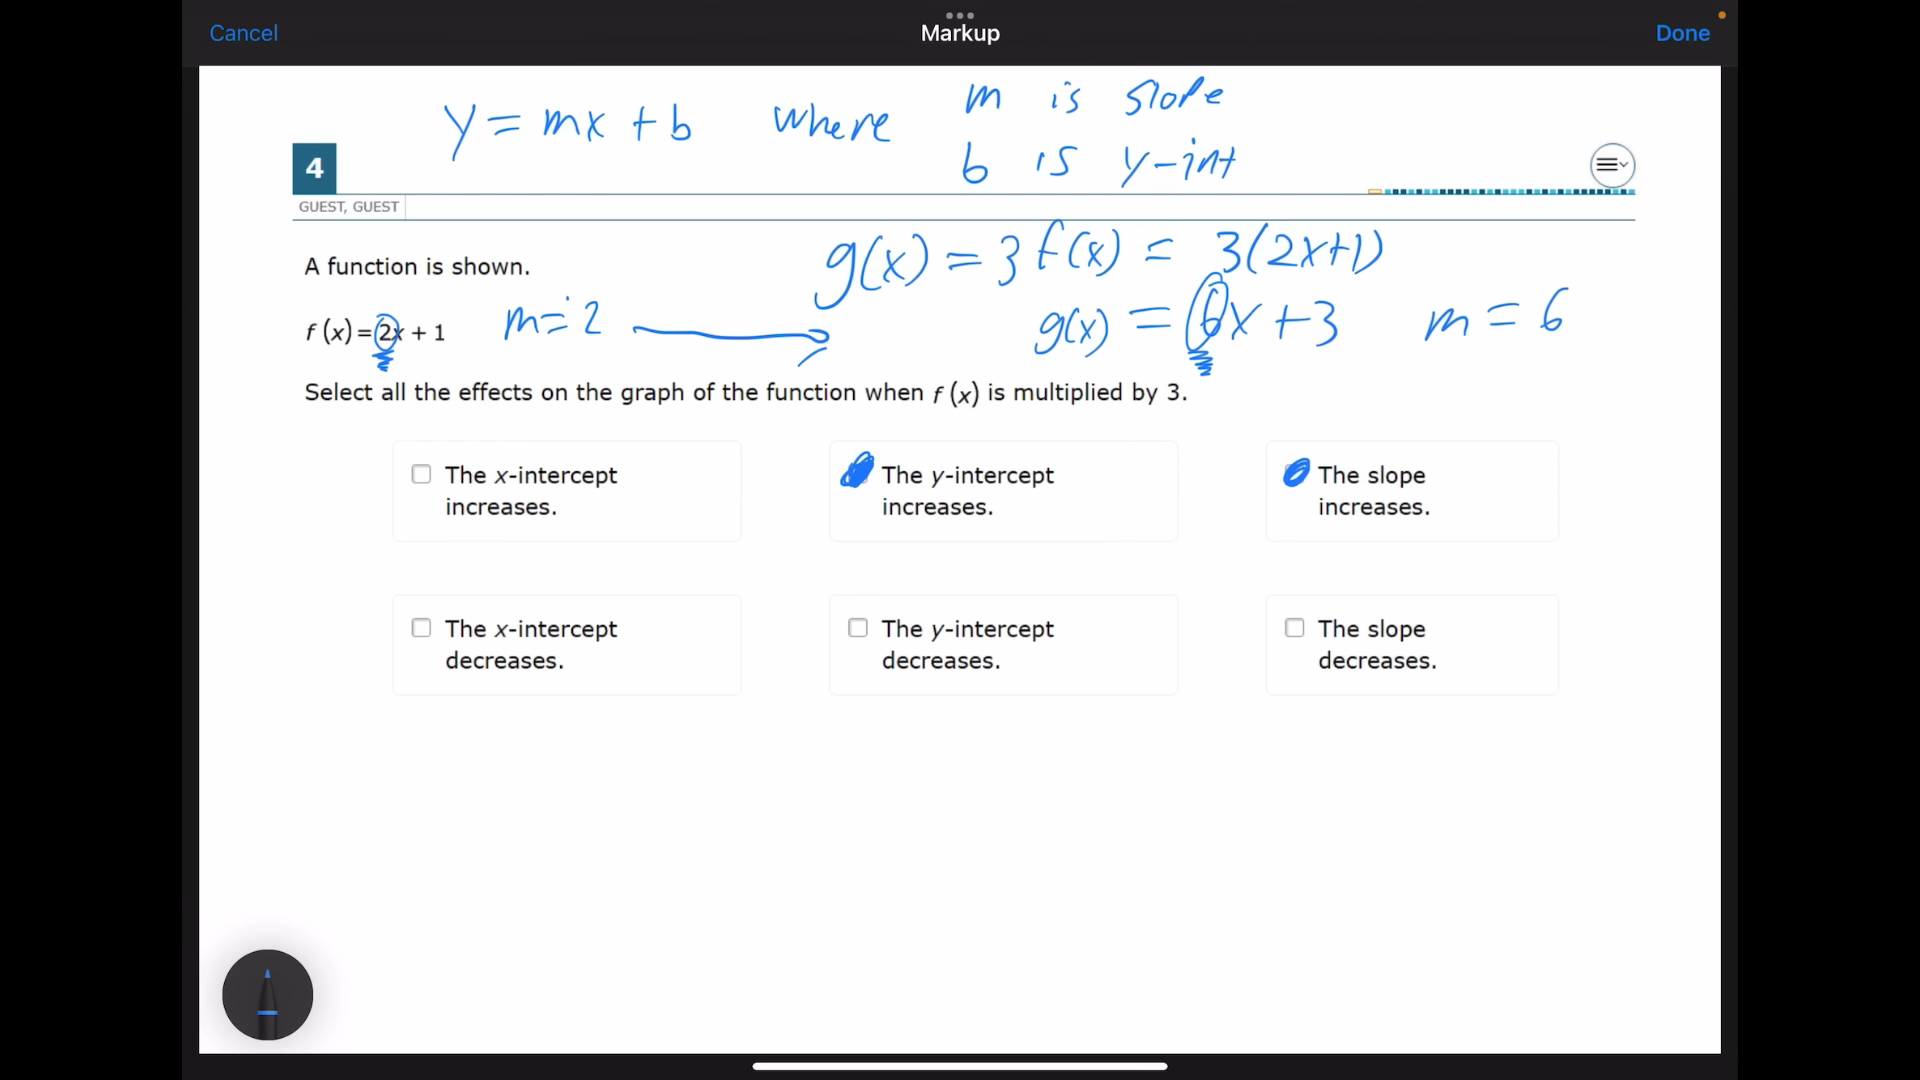 Cancel
Markup
Done
y = mx + b where
m is slope
b is y-int
4
GUEST, GUEST
g(x) = 3 f(x) = 3(2x+1)
A function is shown.
f (x) = 2x + 1
m = 2
g(x) = 6x + 3
m = 6
Select all the effects on the graph of the function when f (x) is multiplied by 3.
The x-intercept
increases.
The y-intercept
increases.
The slope
increases.
The x-intercept
decreases.
The y-intercept
decreases.
The slope
decreases.